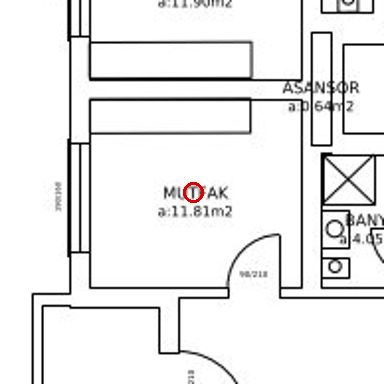 a:11.90m2
ASANSOR
a:0.64m2
MUTFAK
a:11.81m2
BANY
a:4.05
90/210